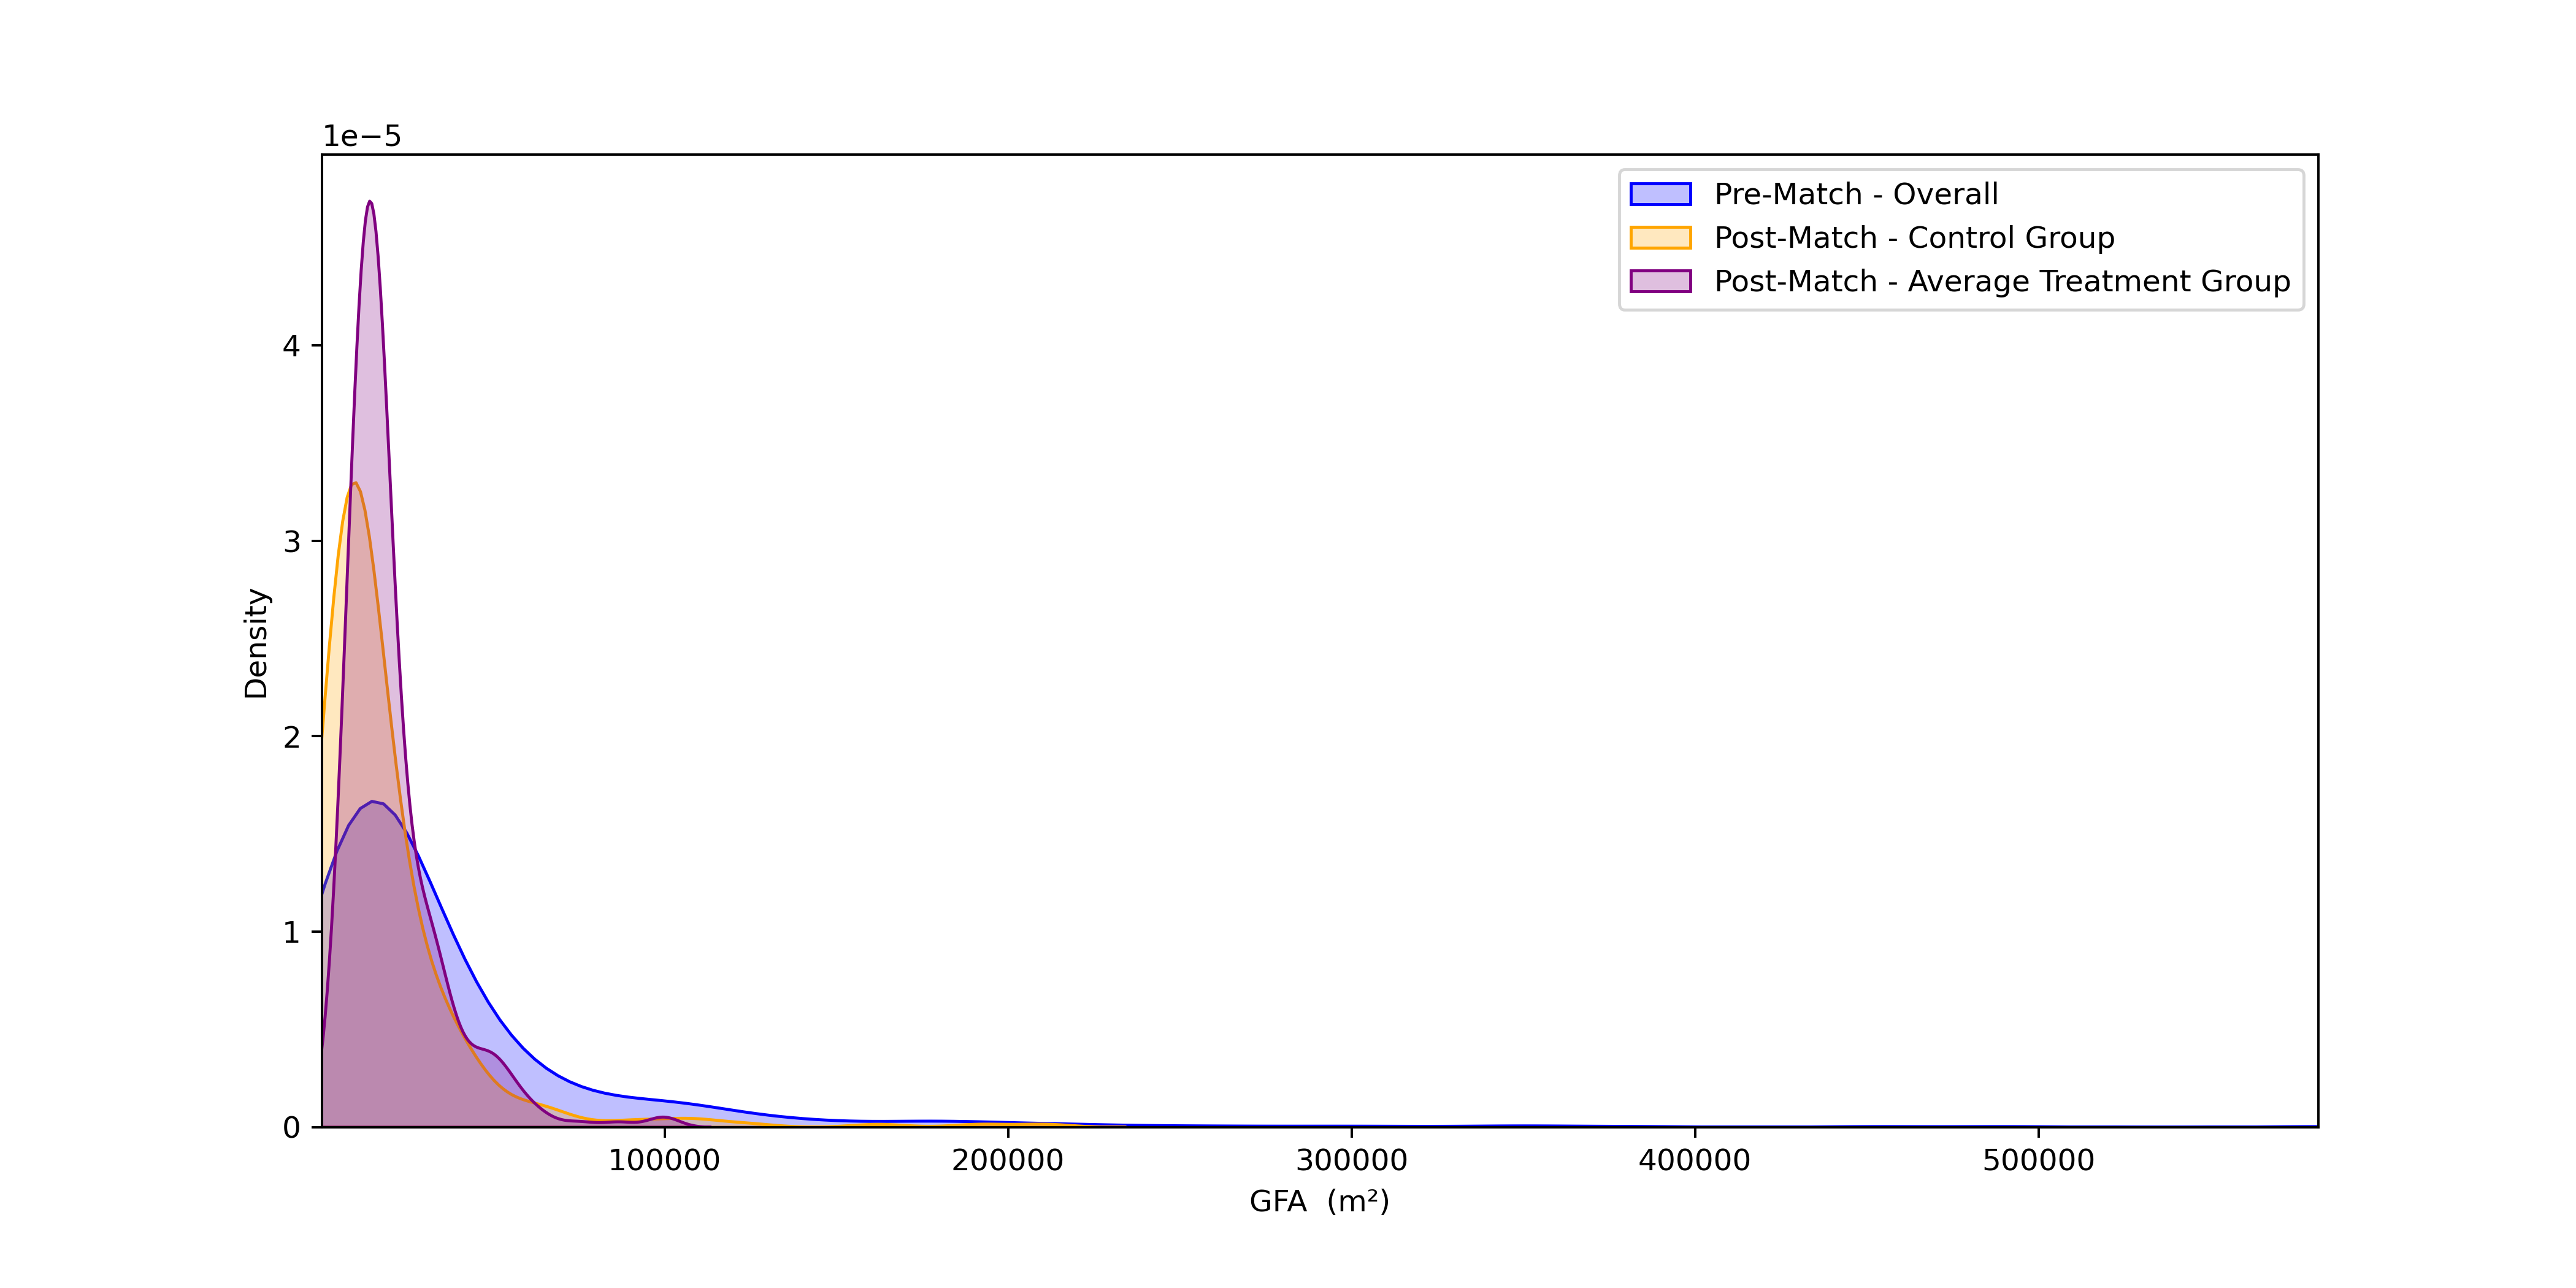 1e−5
Pre-Match - Overall
Post-Match - Control Group
Post-Match - Average Treatment Group
4
3
2
1
0
Density
100000
200000
300000
400000
500000
GFA  (m²)